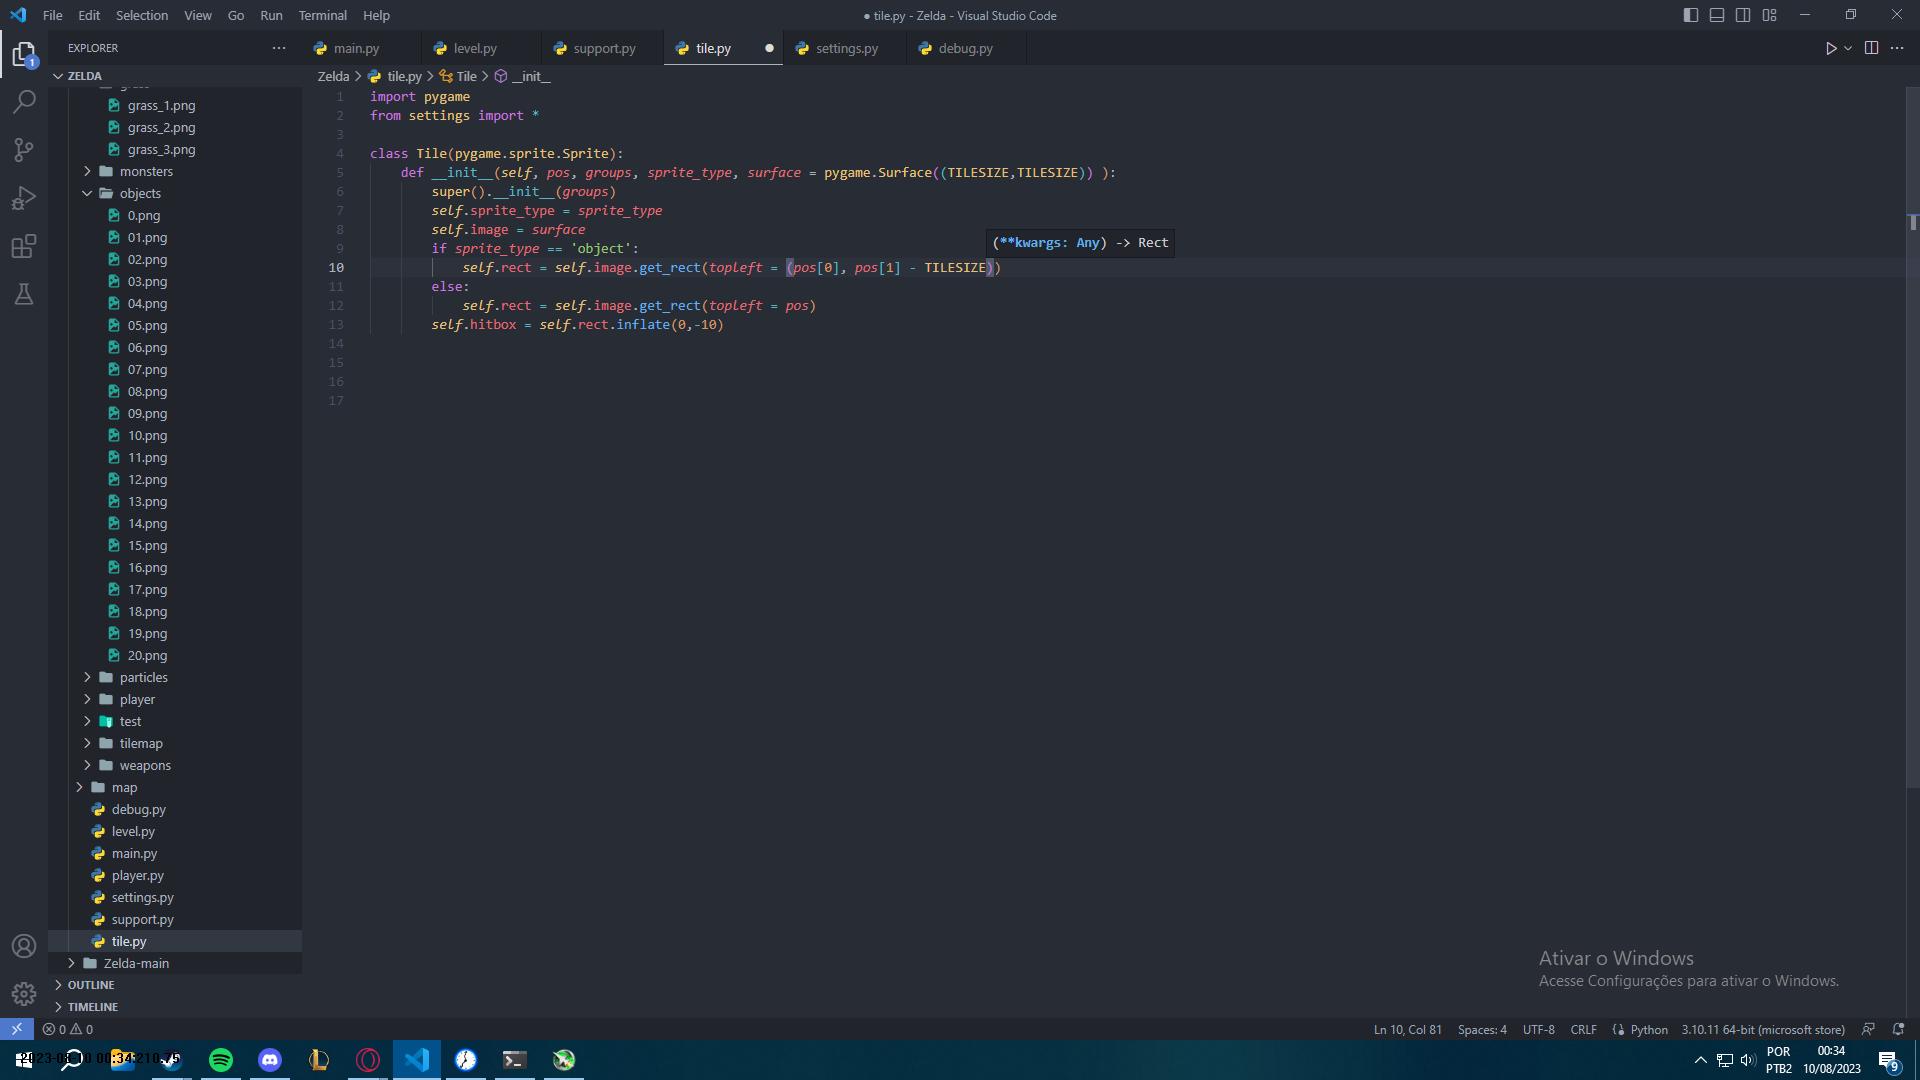 File Edit Selection View Go Run Terminal Help
● tile.py - Zelda - Visual Studio Code
EXPLORER
main.py
level.py
support.py
tile.py
settings.py
debug.py
ZELDA
Zelda > tile.py > Tile > __init__
grass
grass_1.png
grass_2.png
grass_3.png
monsters
objects
0.png
01.png
02.png
03.png
04.png
05.png
06.png
07.png
08.png
09.png
10.png
11.png
12.png
13.png
14.png
15.png
16.png
17.png
18.png
19.png
20.png
particles
player
test
tilemap
weapons
map
debug.py
level.py
main.py
player.py
settings.py
support.py
tile.py
Zelda-main
OUTLINE
TIMELINE
1
1 import pygame
2 from settings import *
3
4 class Tile(pygame.sprite.Sprite):
5 def __init__(self, pos, groups, sprite_type, surface = pygame.Surface((TILESIZE,TILESIZE)) ):
6 super().__init__(groups)
7 self.sprite_type = sprite_type
8 self.image = surface
9 if sprite_type == 'object':
(**kwargs: Any) -> Rect
10 self.rect = self.image.get_rect(topleft = (pos[0], pos[1] - TILESIZE))
11 else:
12 self.rect = self.image.get_rect(topleft = pos)
13 self.hitbox = self.rect.inflate(0,-10)
14
15
16
17
Ativar o Windows
Acesse Configurações para ativar o Windows.
0 0
Ln 10, Col 81 Spaces: 4 UTF-8 CRLF Python 3.10.11 64-bit (microsoft store)
POR
PTB2
00:34
10/08/2023
9